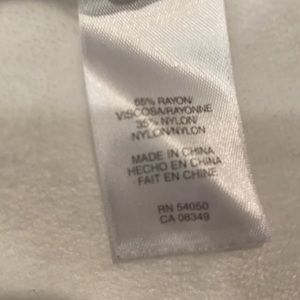 65% RAYON/
VISCOSA/RAYONNE
35% NYLON/
NYLON/NYLON
MADE IN CHINA
HECHO EN CHINA
FAIT EN CHINE
RN 54050
CA 08349